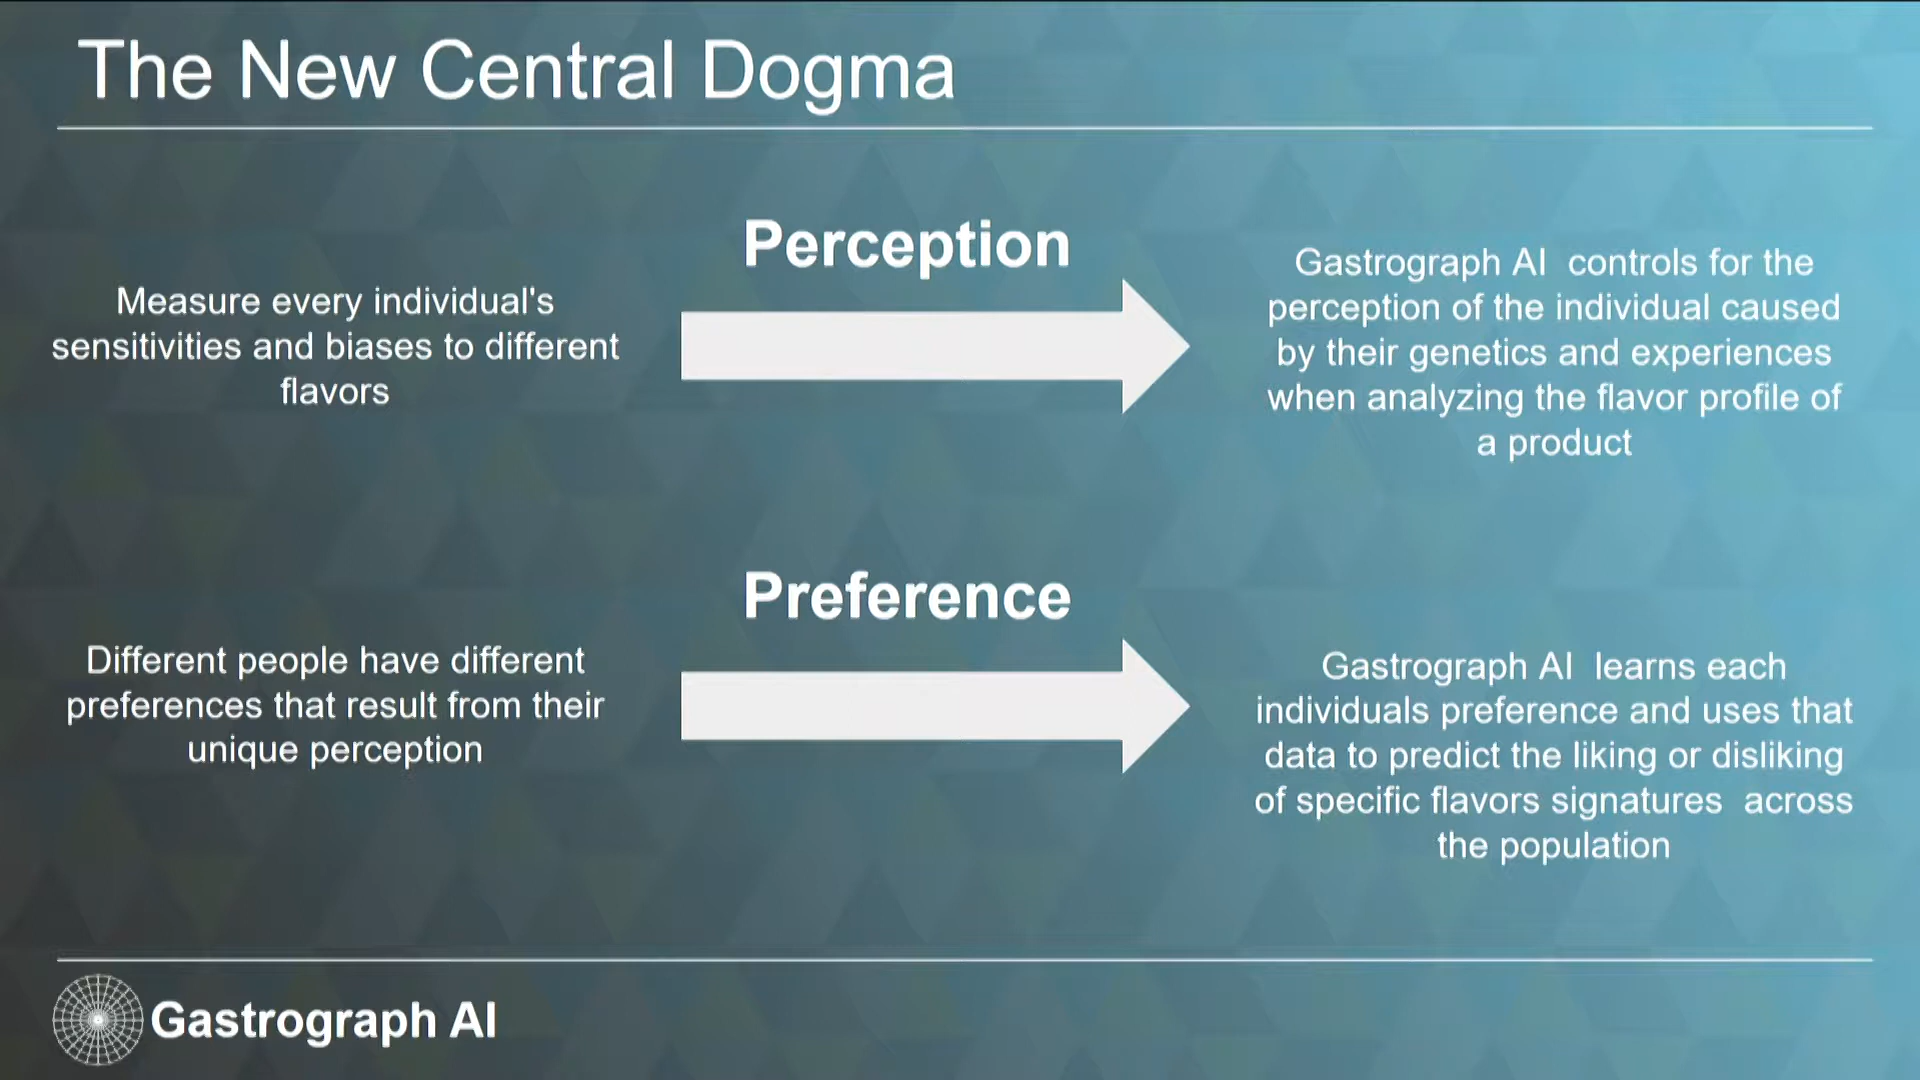 The New Central Dogma
Perception
Measure every individual's
sensitivities and biases to different
flavors
Gastrograph AI  controls for the
perception of the individual caused
by their genetics and experiences
when analyzing the flavor profile of
a product
Preference
Different people have different
preferences that result from their
unique perception
Gastrograph AI  learns each
individuals preference and uses that
data to predict the liking or disliking
of specific flavors signatures  across
the population
Gastrograph AI